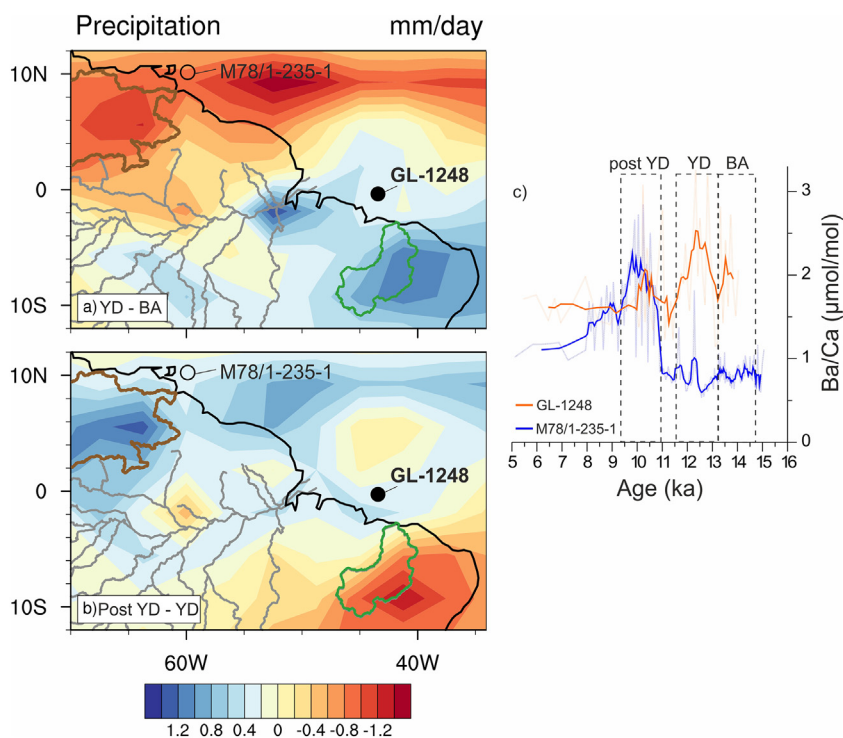 Precipitation mm/day
10N
M78/1-235-1
GL-1248
0
10S
a) YD - BA
10N
M78/1-235-1
GL-1248
0
10S
b) Post YD - YD
60W 40W
1.2 0.8 0.4 0 -0.4 -0.8 -1.2
c)
post YD YD BA
3
2
1
0
Ba/Ca (μmol/mol)
GL-1248
M78/1-235-1
5 6 7 8 9 10 11 12 13 14 15 16
Age (ka)